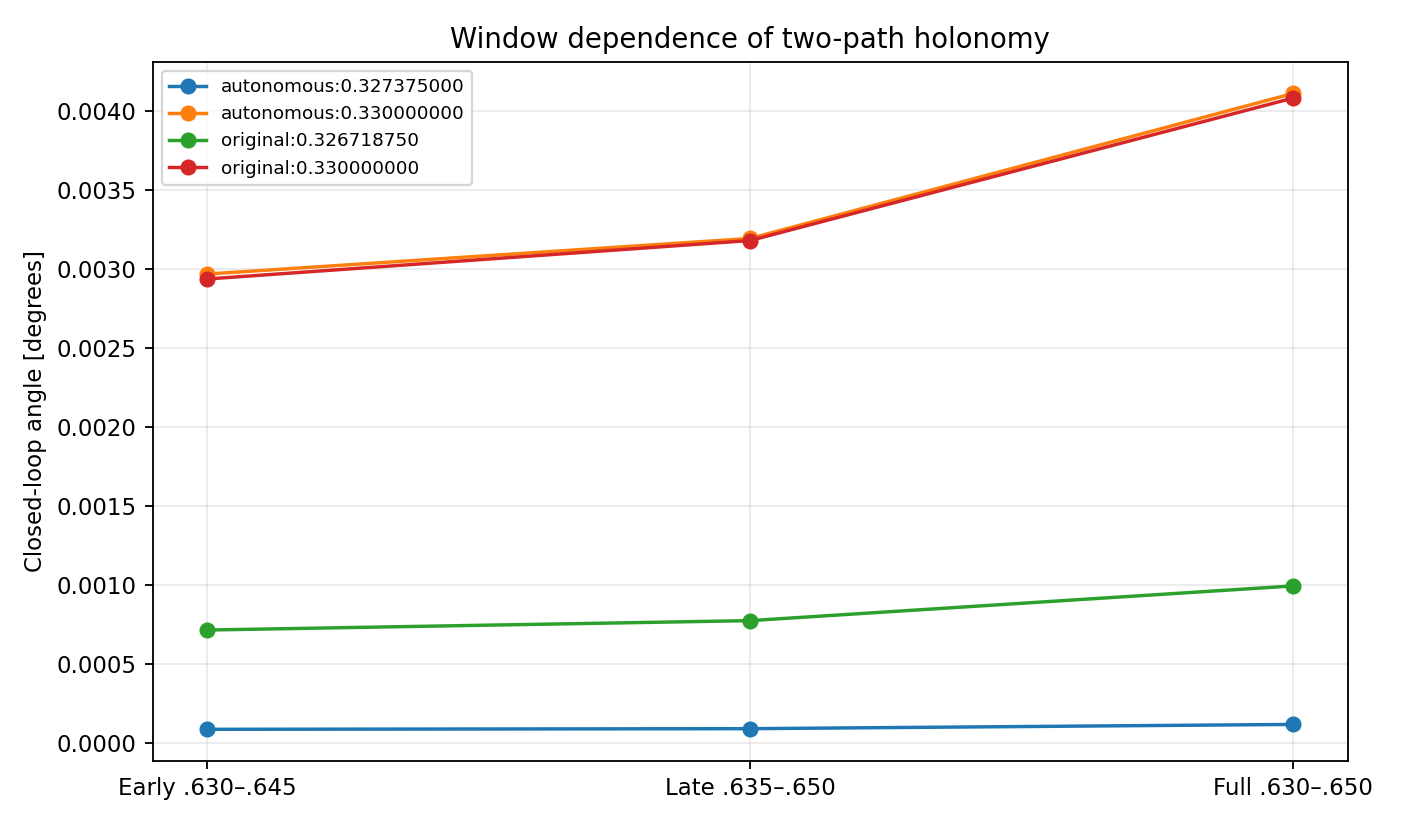 Window dependence of two-path holonomy
autonomous:0.327375000
autonomous:0.330000000
original:0.326718750
original:0.330000000
Closed-loop angle [degrees]
0.0040
0.0035
0.0030
0.0025
0.0020
0.0015
0.0010
0.0005
0.0000
Early .630–.645
Late .635–.650
Full .630–.650